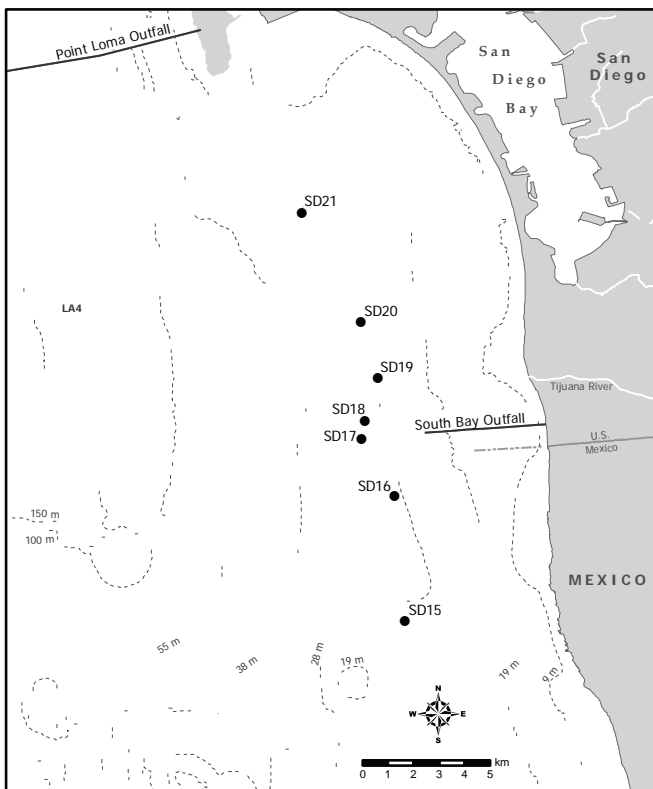 Point Loma Outfall
San
Diego
Bay
San
Diego
SD21
LA4
SD20
SD19
Tijuana River
SD18
South Bay Outfall
SD17
U.S.
Mexico
SD16
150 m
100 m
MEXICO
SD15
55 m
38 m
28 m
19 m
19 m
9 m
N
W
E
S
km
0 1 2 3 4 5